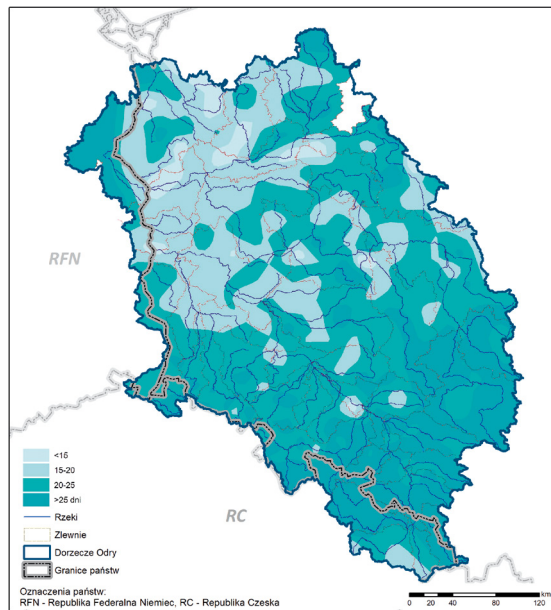 RFN
RC
<15
15-20
20-25
>25 dni
Rzeki
Zlewnie
Dorzecze Odry
Granice państw
Oznaczenia państw:
RFN - Republika Federalna Niemiec, RC - Republika Czeska
0 20 40 80 120 km